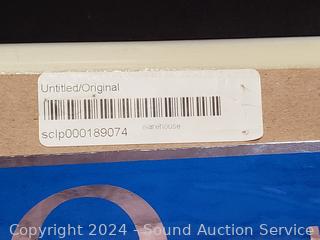 Untitled/Original
sclp000189074
warehouse
Copyright 2024 - Sound Auction Service